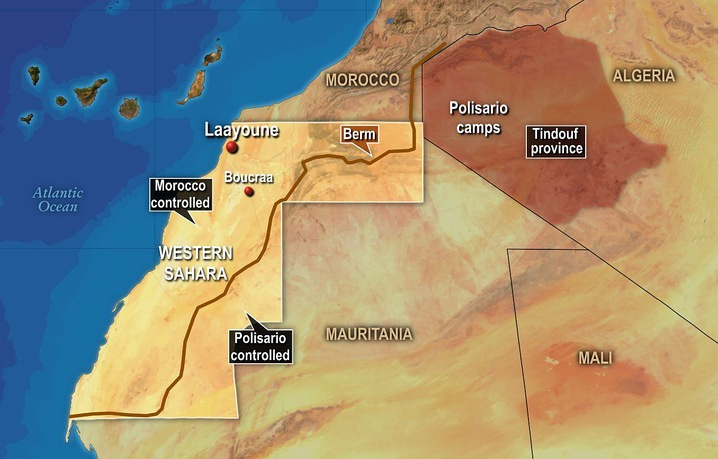 MOROCCO
ALGERIA
Polisario
camps
Tindouf
province
Laayoune
Berm
Boucraa
Morocco
controlled
Atlantic
Ocean
WESTERN
SAHARA
Polisario
controlled
MAURITANIA
MALI